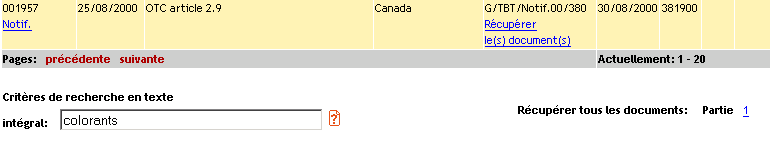 001957 25/08/2000 OTC article 2.9 Canada G/TBT/Notif.00/380 30/08/2000 381900
Notif. Récupérer
le(s) document(s)
Pages: précédente suivante Actuellement: 1 - 20
Critères de recherche en texte
intégral: colorants ? Récupérer tous les documents: Partie 1